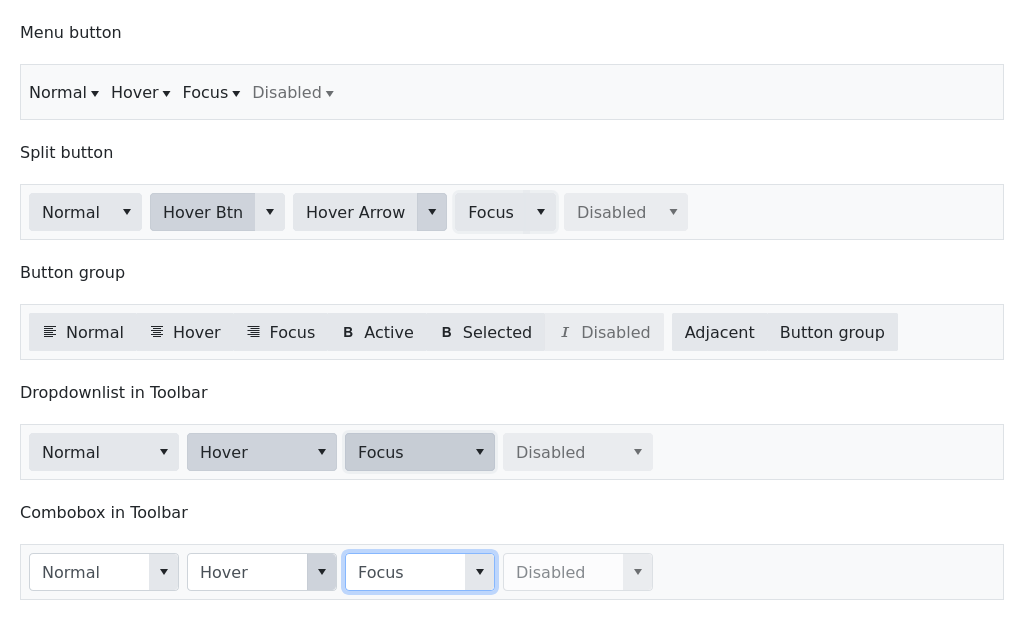 Menu button
Normal Hover Focus Disabled
Split button
Normal Hover Btn Hover Arrow Focus Disabled
Button group
Normal Hover Focus B Active B Selected I Disabled Adjacent Button group
Dropdownlist in Toolbar
Normal Hover Focus Disabled
Combobox in Toolbar
Normal Hover Focus Disabled